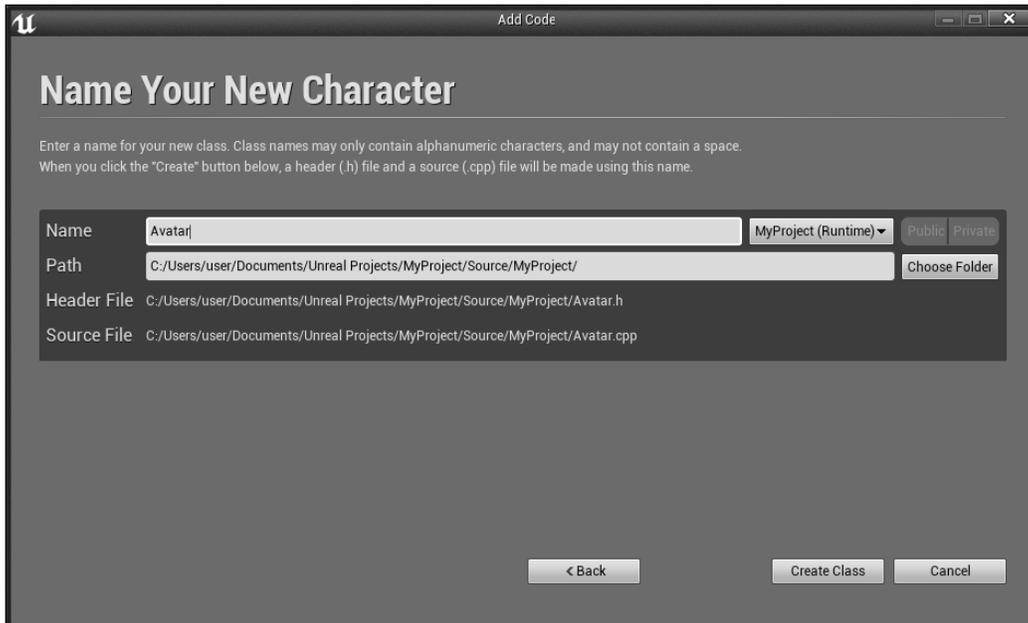 Add Code
Name Your New Character
Enter a name for your new class. Class names may only contain alphanumeric characters, and may not contain a space.
When you click the "Create" button below, a header (.h) file and a source (.cpp) file will be made using this name.
Name Avatar MyProject (Runtime) Public Private
Path C:/Users/user/Documents/Unreal Projects/MyProject/Source/MyProject/ Choose Folder
Header File C:/Users/user/Documents/Unreal Projects/MyProject/Source/MyProject/Avatar.h
Source File C:/Users/user/Documents/Unreal Projects/MyProject/Source/MyProject/Avatar.cpp
< Back Create Class Cancel